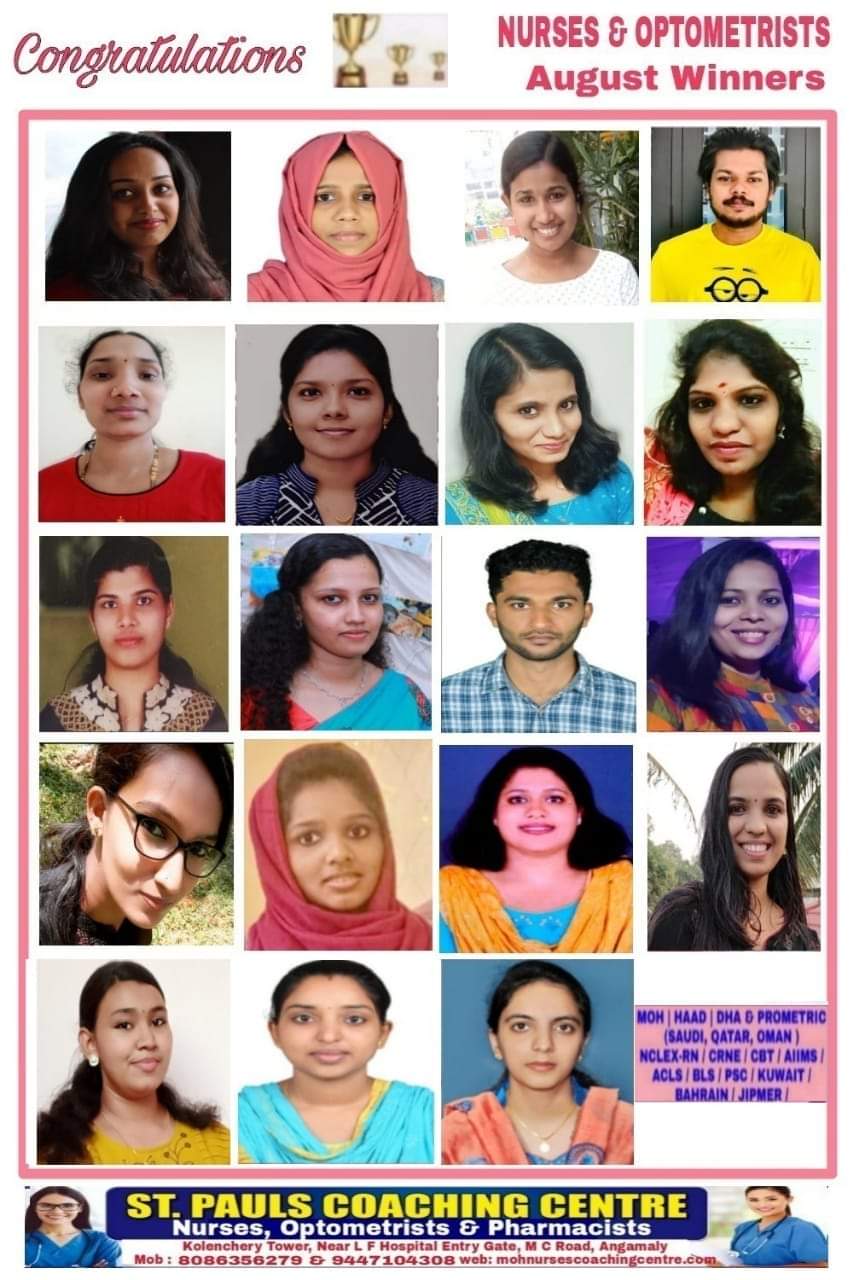 Congratulations
NURSES & OPTOMETRISTS
August Winners
MOH | HAAD | DHA & PROMETRIC
(SAUDI, QATAR, OMAN )
NCLEX-RN / CRNE / CBT / AIIMS /
ACLS / BLS / PSC / KUWAIT /
BAHRAIN / JIPMER /
ST. PAULS COACHING CENTRE
Nurses, Optometrists & Pharmacists
Kolenchery Tower, Near L F Hospital Entry Gate, M C Road, Angamaly
Mob : 8086356279 & 9447104308 web: mohnursescoachingcentre.com